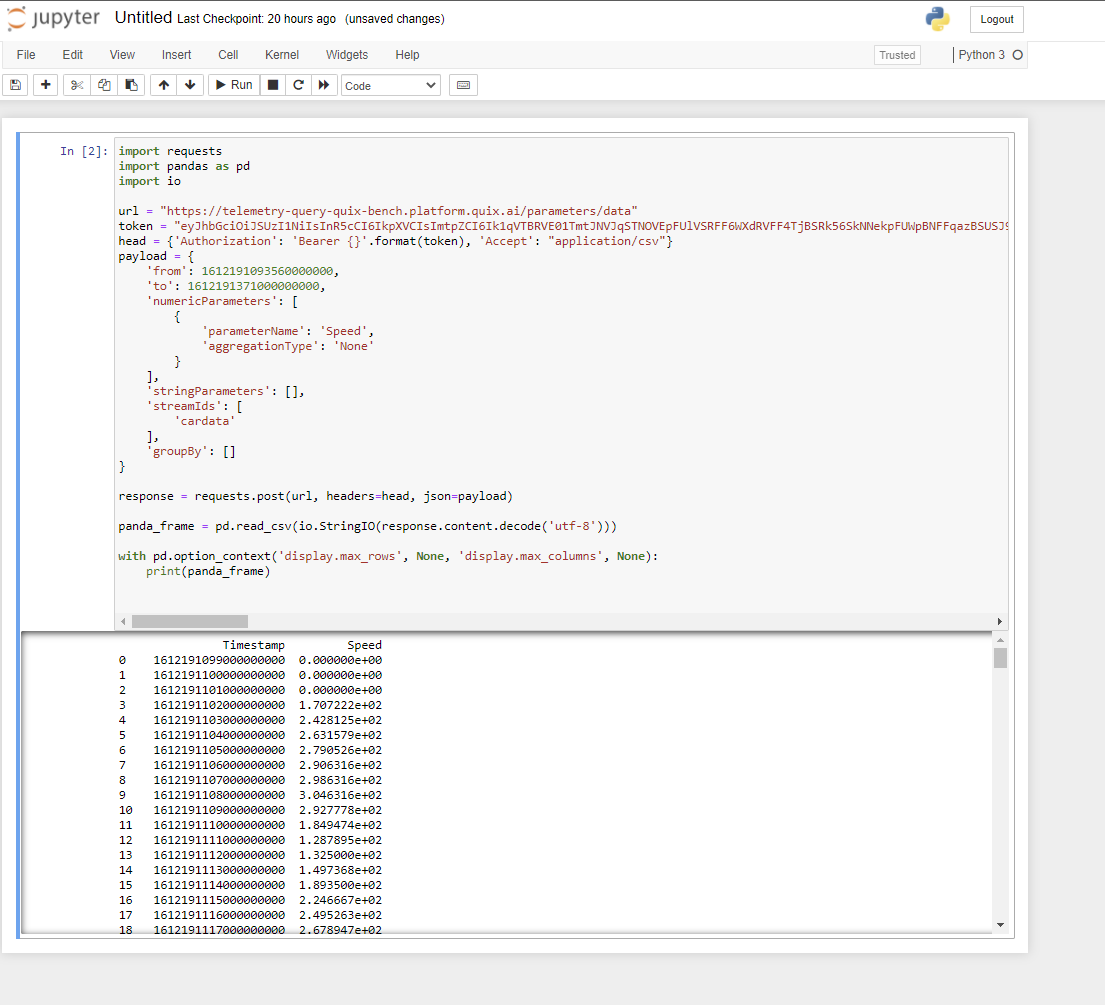 jupyter Untitled Last Checkpoint: 20 hours ago (unsaved changes) Logout
File Edit View Insert Cell Kernel Widgets Help Trusted Python 3
Run Code
In [2]:
import requests
import pandas as pd
import io
url = "https://telemetry-query-quix-bench.platform.quix.ai/parameters/data"
token = "eyJhbGciOiJSUzI1NiIsInR5cCI6IkpXVCIsImtpZCI6Ik1qVTBRVE01TmtJNVJqSTNOVEpFUlVSRFF6WXdRVFF4TjBSRk56SkNNekpFUWpBNFFqazBSUSJ9
head = {'Authorization': 'Bearer {}'.format(token), 'Accept': "application/csv"}
payload = {
'from': 1612191093560000000,
'to': 1612191371000000000,
'numericParameters': [
{
'parameterName': 'Speed',
'aggregationType': 'None'
}
],
'stringParameters': [],
'streamIds': [
'cardata'
],
'groupBy': []
}
response = requests.post(url, headers=head, json=payload)
panda_frame = pd.read_csv(io.StringIO(response.content.decode('utf-8')))
with pd.option_context('display.max_rows', None, 'display.max_columns', None):
print(panda_frame)
Timestamp Speed
0 1612191099000000000 0.000000e+00
1 1612191100000000000 0.000000e+00
2 1612191101000000000 0.000000e+00
3 1612191102000000000 1.707222e+02
4 1612191103000000000 2.428125e+02
5 1612191104000000000 2.631579e+02
6 1612191105000000000 2.790526e+02
7 1612191106000000000 2.906316e+02
8 1612191107000000000 2.986316e+02
9 1612191108000000000 3.046316e+02
10 1612191109000000000 2.927778e+02
11 1612191110000000000 1.849474e+02
12 1612191111000000000 1.287895e+02
13 1612191112000000000 1.325000e+02
14 1612191113000000000 1.497368e+02
15 1612191114000000000 1.893500e+02
16 1612191115000000000 2.246667e+02
17 1612191116000000000 2.495263e+02
18 1612191117000000000 2.678947e+02